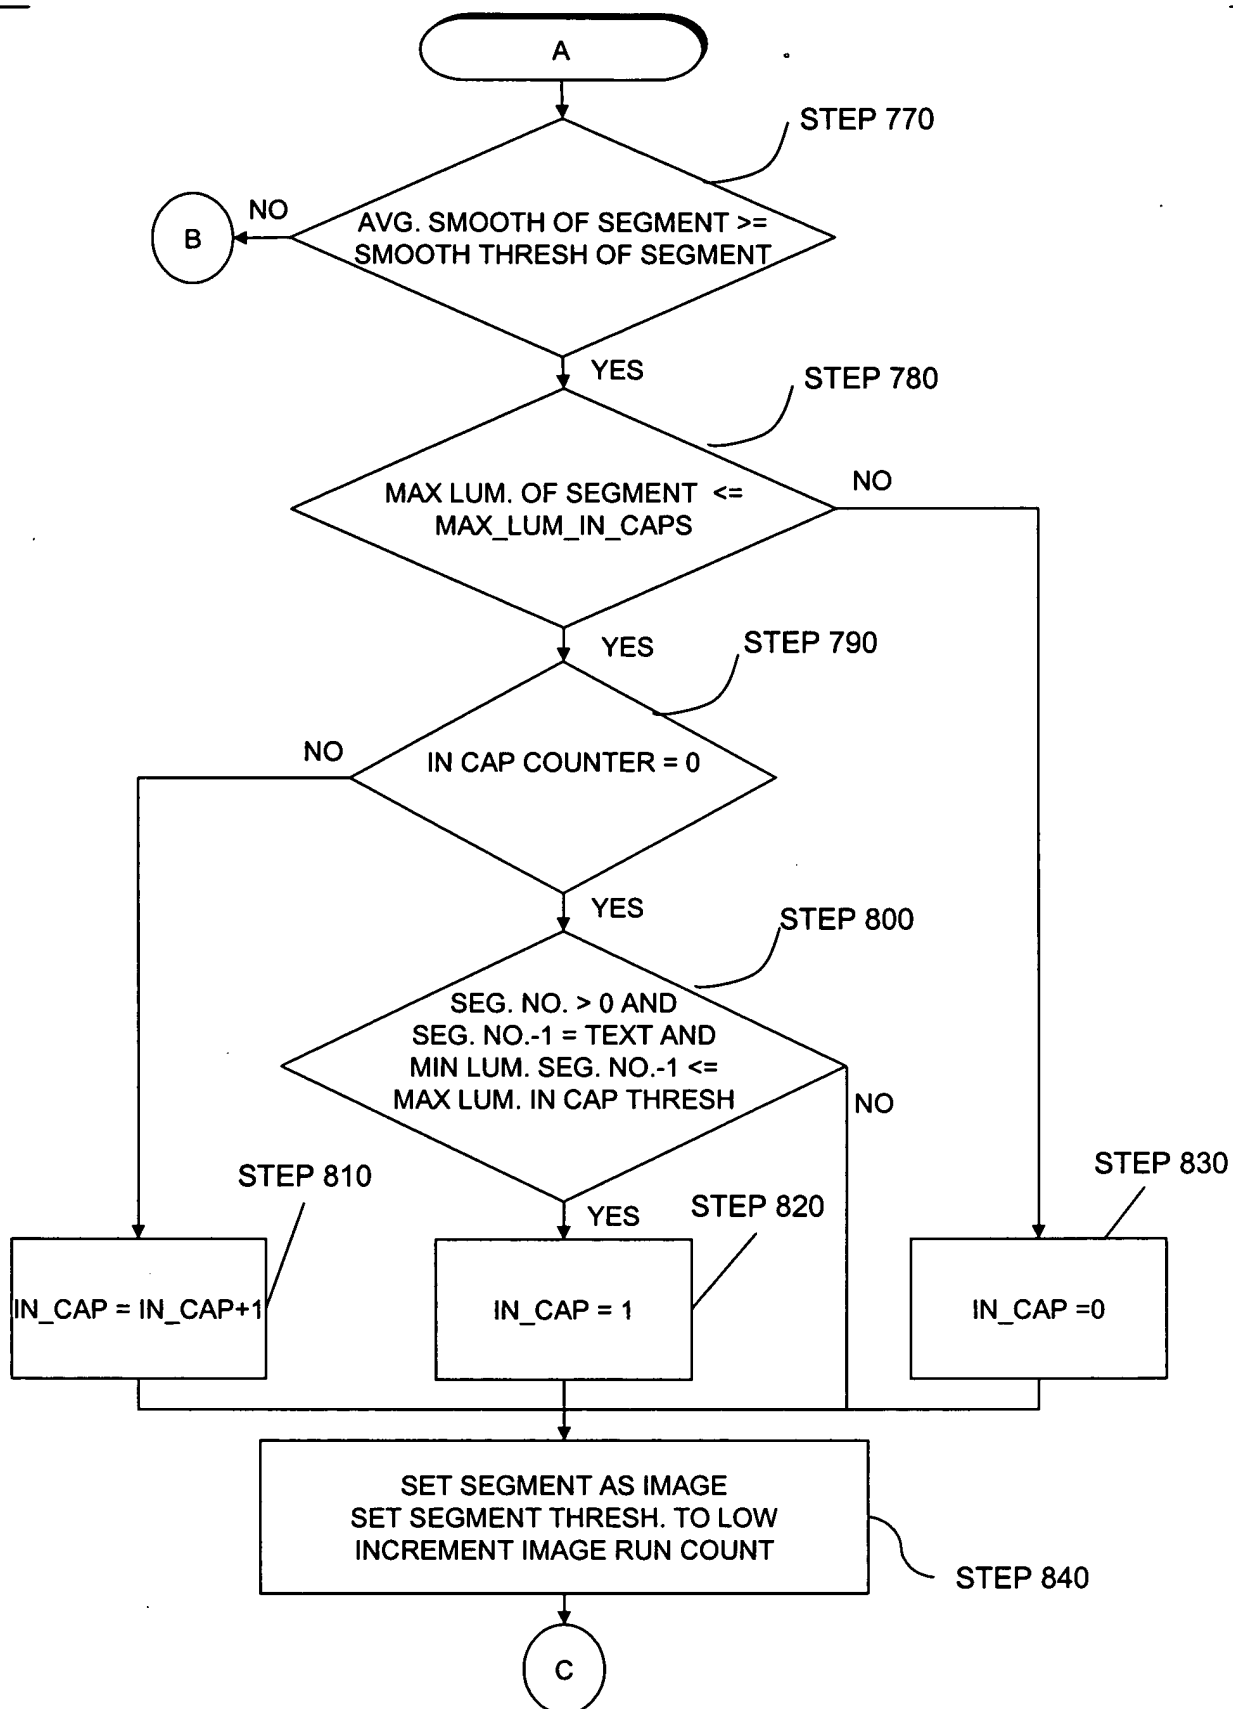 A
STEP 770
NO
B
AVG. SMOOTH OF SEGMENT >=
SMOOTH THRESH OF SEGMENT
YES
STEP 780
MAX LUM. OF SEGMENT <=
MAX_LUM_IN_CAPS
NO
YES
STEP 790
NO
IN CAP COUNTER = 0
YES
STEP 800
SEG. NO. > 0 AND
SEG. NO.-1 = TEXT AND
MIN LUM. SEG. NO.-1 <=
MAX LUM. IN CAP THRESH
NO
STEP 810
YES
STEP 820
STEP 830
IN_CAP = IN_CAP+1
IN_CAP = 1
IN_CAP =0
SET SEGMENT AS IMAGE
SET SEGMENT THRESH. TO LOW
INCREMENT IMAGE RUN COUNT
STEP 840
C